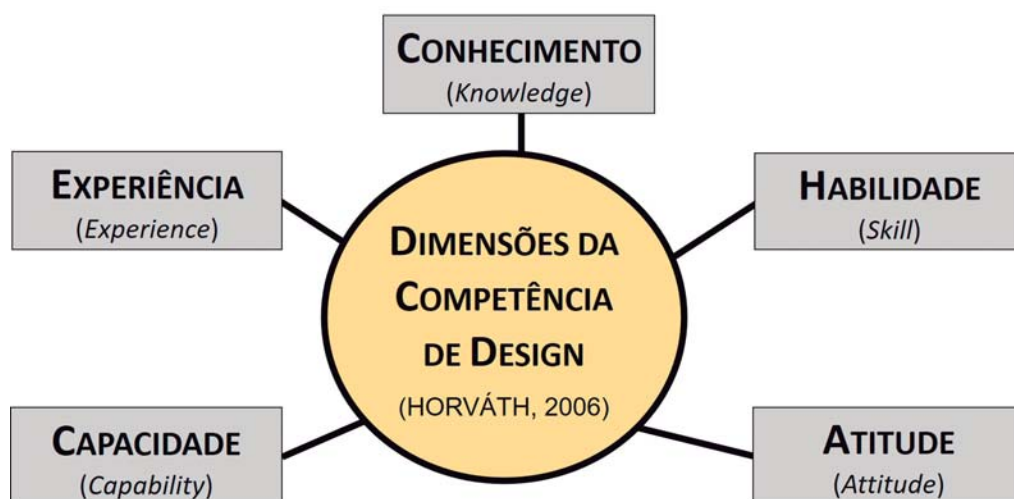 CONHECIMENTO
(Knowledge)
EXPERIÊNCIA
(Experience)
HABILIDADE
(Skill)
DIMENSÕES DA
COMPETÊNCIA
DE DESIGN
(HORVÁTH, 2006)
CAPACIDADE
(Capability)
ATITUDE
(Attitude)